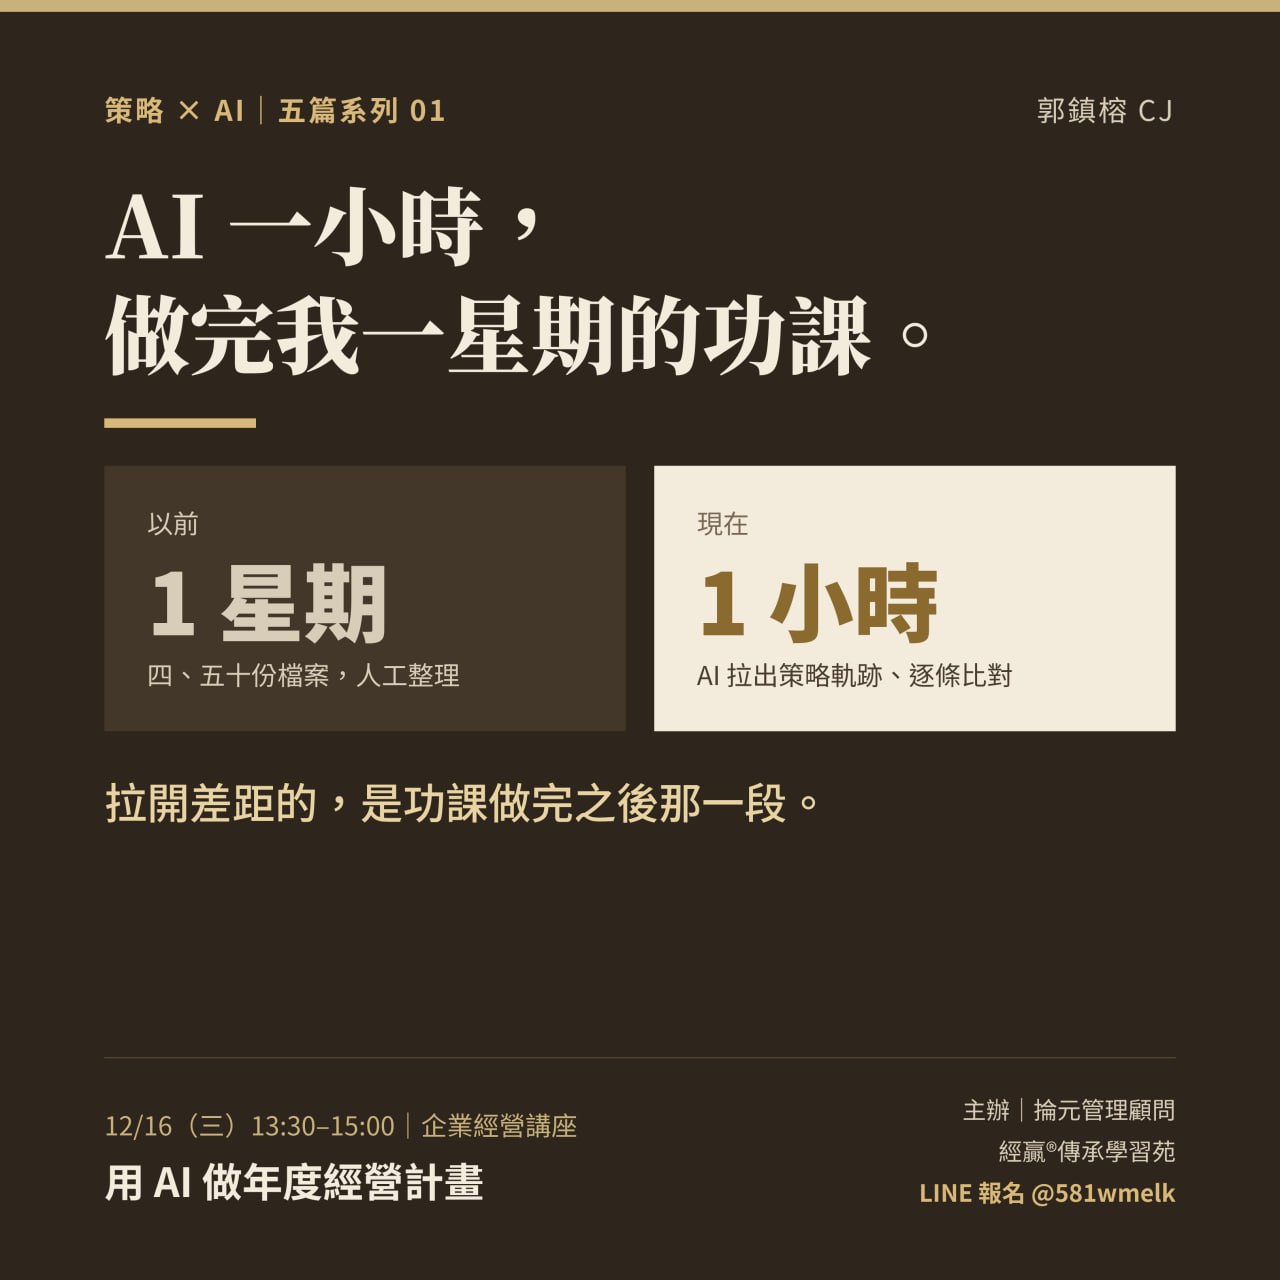 策略 × AI｜五篇系列 01
郭鎮榕 CJ
AI 一小時，
做完我一星期的功課。
以前
1 星期
四、五十份檔案，人工整理
現在
1 小時
AI 拉出策略軌跡、逐條比對
拉開差距的，是功課做完之後那一段。
12/16（三）13:30–15:00｜企業經營講座
用 AI 做年度經營計畫
主辦｜掄元管理顧問
經贏®傳承學習苑
LINE 報名 @581wmelk